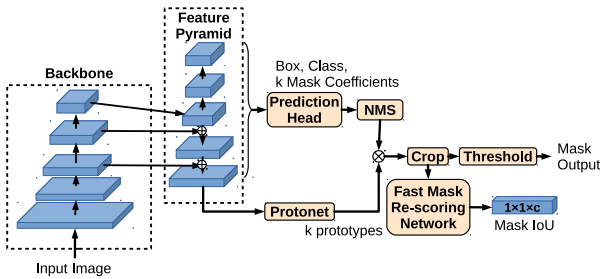 Feature
Pyramid
Backbone
Box, Class,
k Mask Coefficients
Prediction
Head
NMS
Crop
Threshold
Mask
Output
Fast Mask
Re-scoring
Network
1×1×c
Mask IoU
Protonet
k prototypes
Input Image